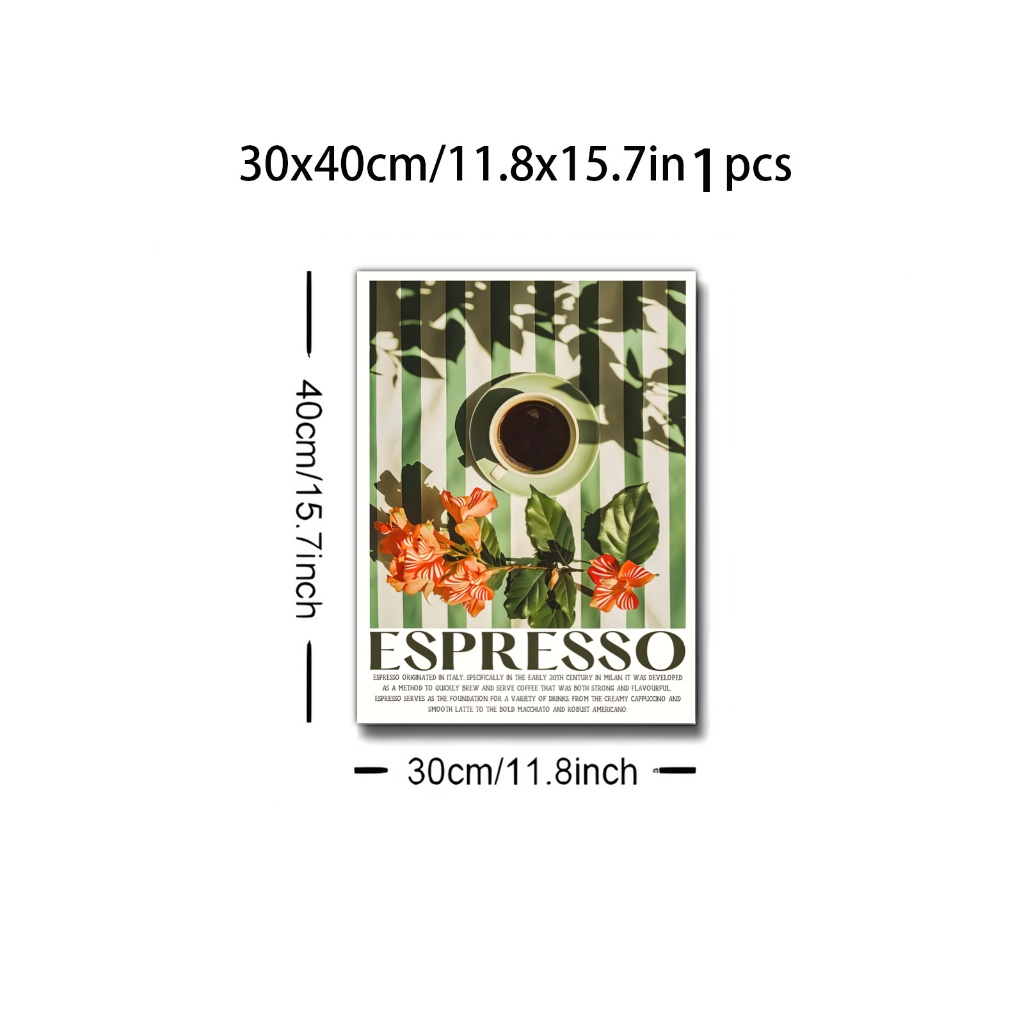 30x40cm/11.8x15.7in 1 pcs
40cm/15.7inch
ESPRESSO
ESPRESSO ORIGINATED IN ITALY, SPECIFICALLY IN THE EARLY 20TH CENTURY IN MILAN. IT WAS DEVELOPED
AS A METHOD TO QUICKLY BREW AND SERVE COFFEE THAT WAS BOTH STRONG AND FLAVOURFUL.
ESPRESSO SERVES AS THE FOUNDATION FOR A VARIETY OF DRINKS, FROM THE CREAMY CAPPUCCINO AND
SMOOTH LATTE TO THE BOLD MACCHIATO AND ROBUST AMERICANO.
30cm/11.8inch